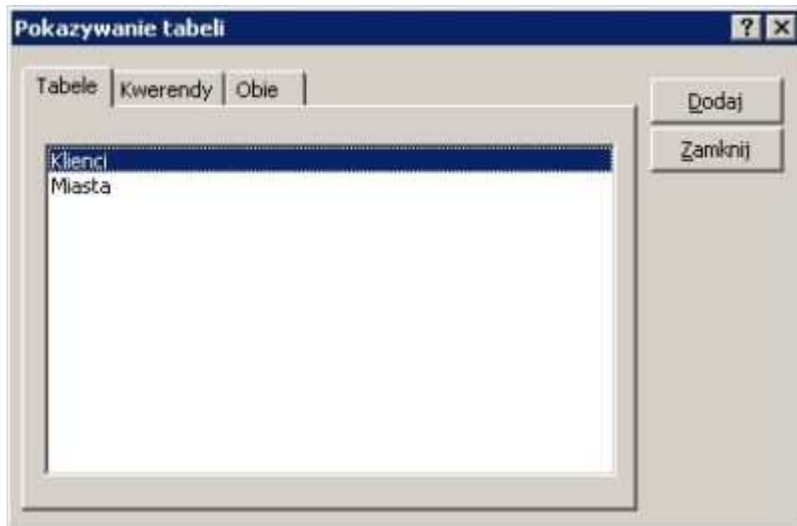 Pokazywanie tabeli
Tabele Kwerendy Obie
Dodaj
Zamknij
Klienci
Miasta